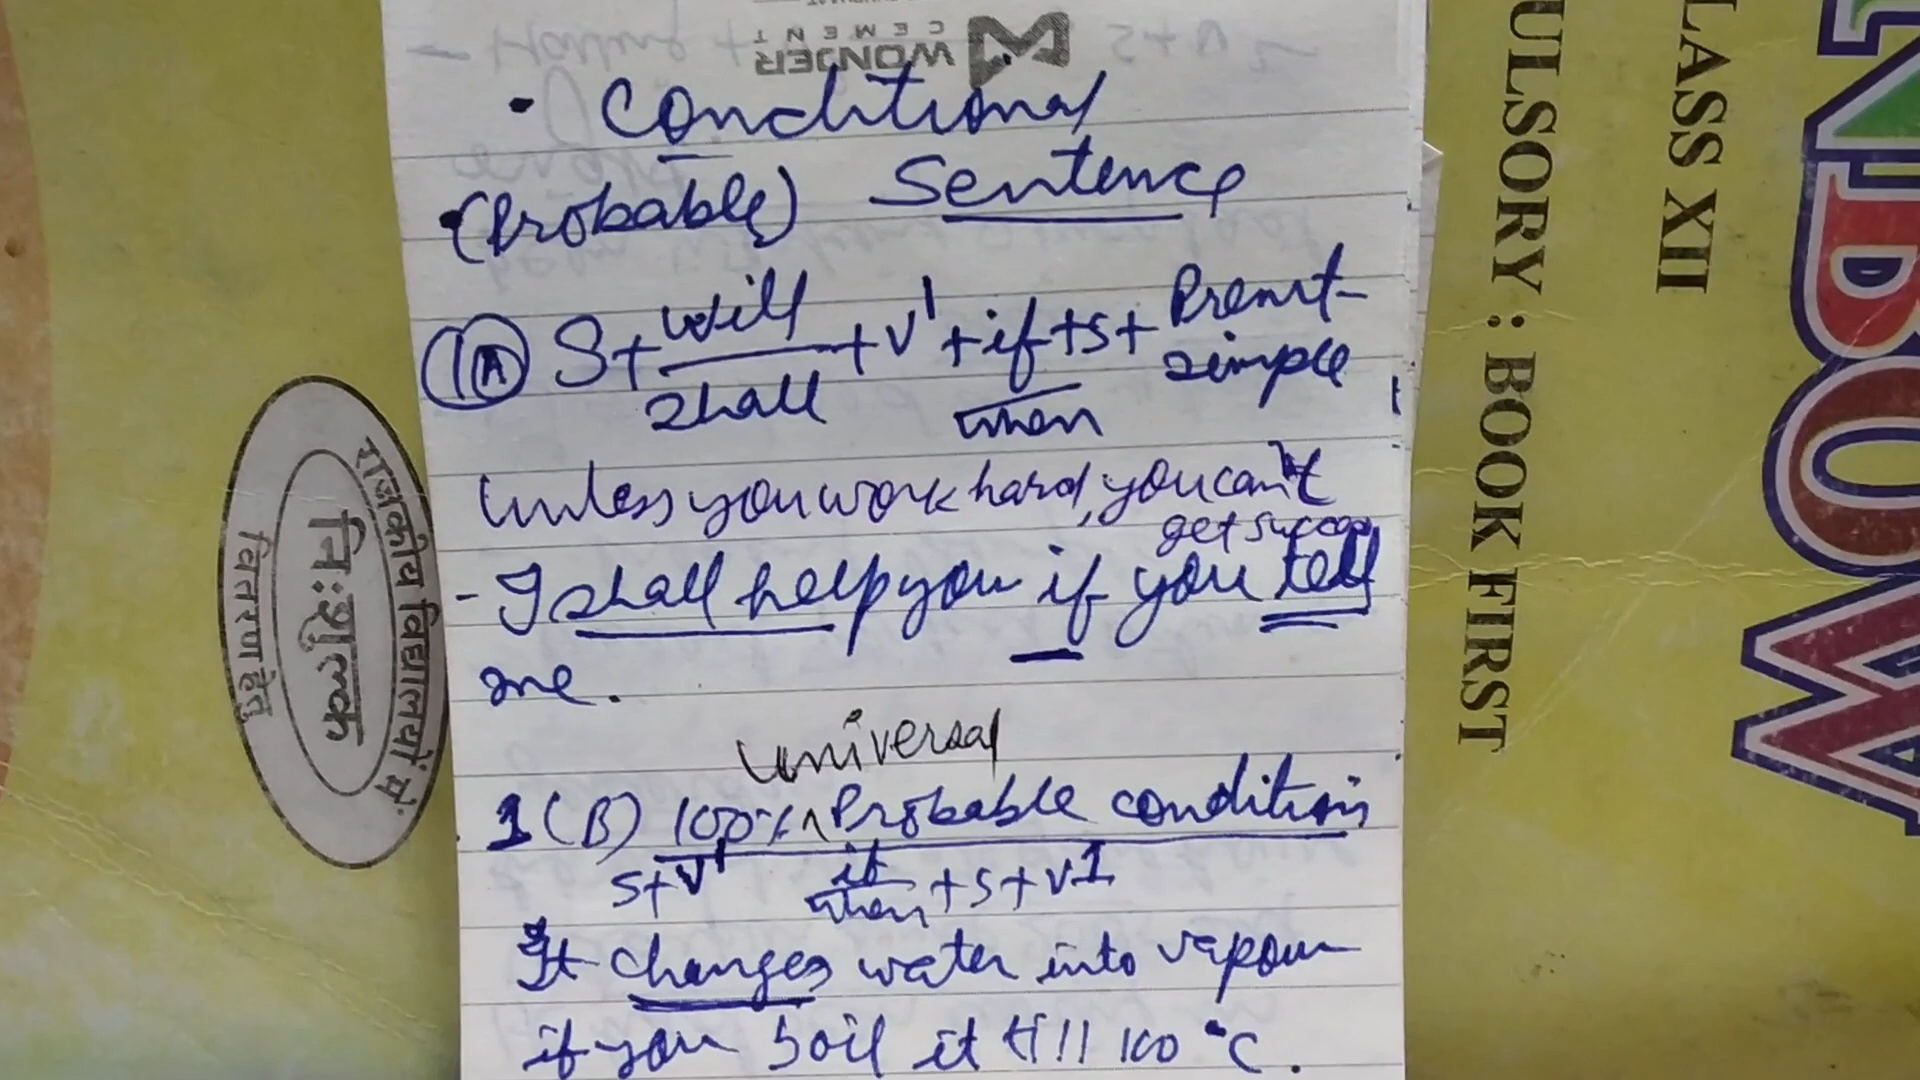 WONDER
CEMENT
• Conditional
•(Probable) Sentence
(1(A)) S+will/shall+V1+if/when+S+Present simple
Unless you work hard, you can't
get success
- I shall help you if you tell
me.
universal
1(B) 100% ^ Probable conditions
S+V1 if/when+S+V1
It changes water into vapour
if you boil it till 100°C.
राजकीय विद्यालयों में
नि:शुल्क
वितरण हेतु
ULSORY : BOOK FIRST
LASS XII
NBOW